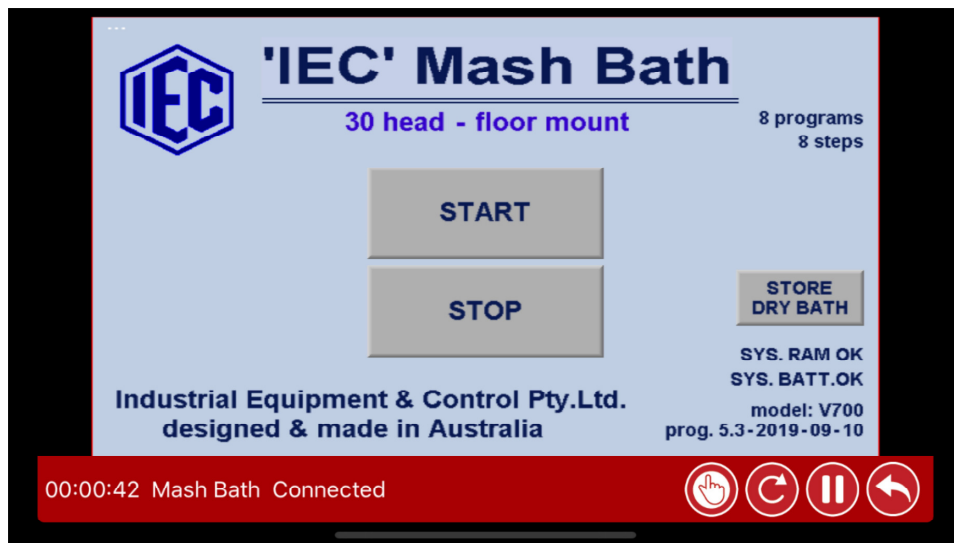 IEC
'IEC' Mash Bath
30 head - floor mount
8 programs
8 steps
START
STOP
STORE
DRY BATH
SYS. RAM OK
SYS. BATT.OK
Industrial Equipment & Control Pty.Ltd.
designed & made in Australia
model: V700
prog. 5.3-2019-09-10
00:00:42 Mash Bath Connected